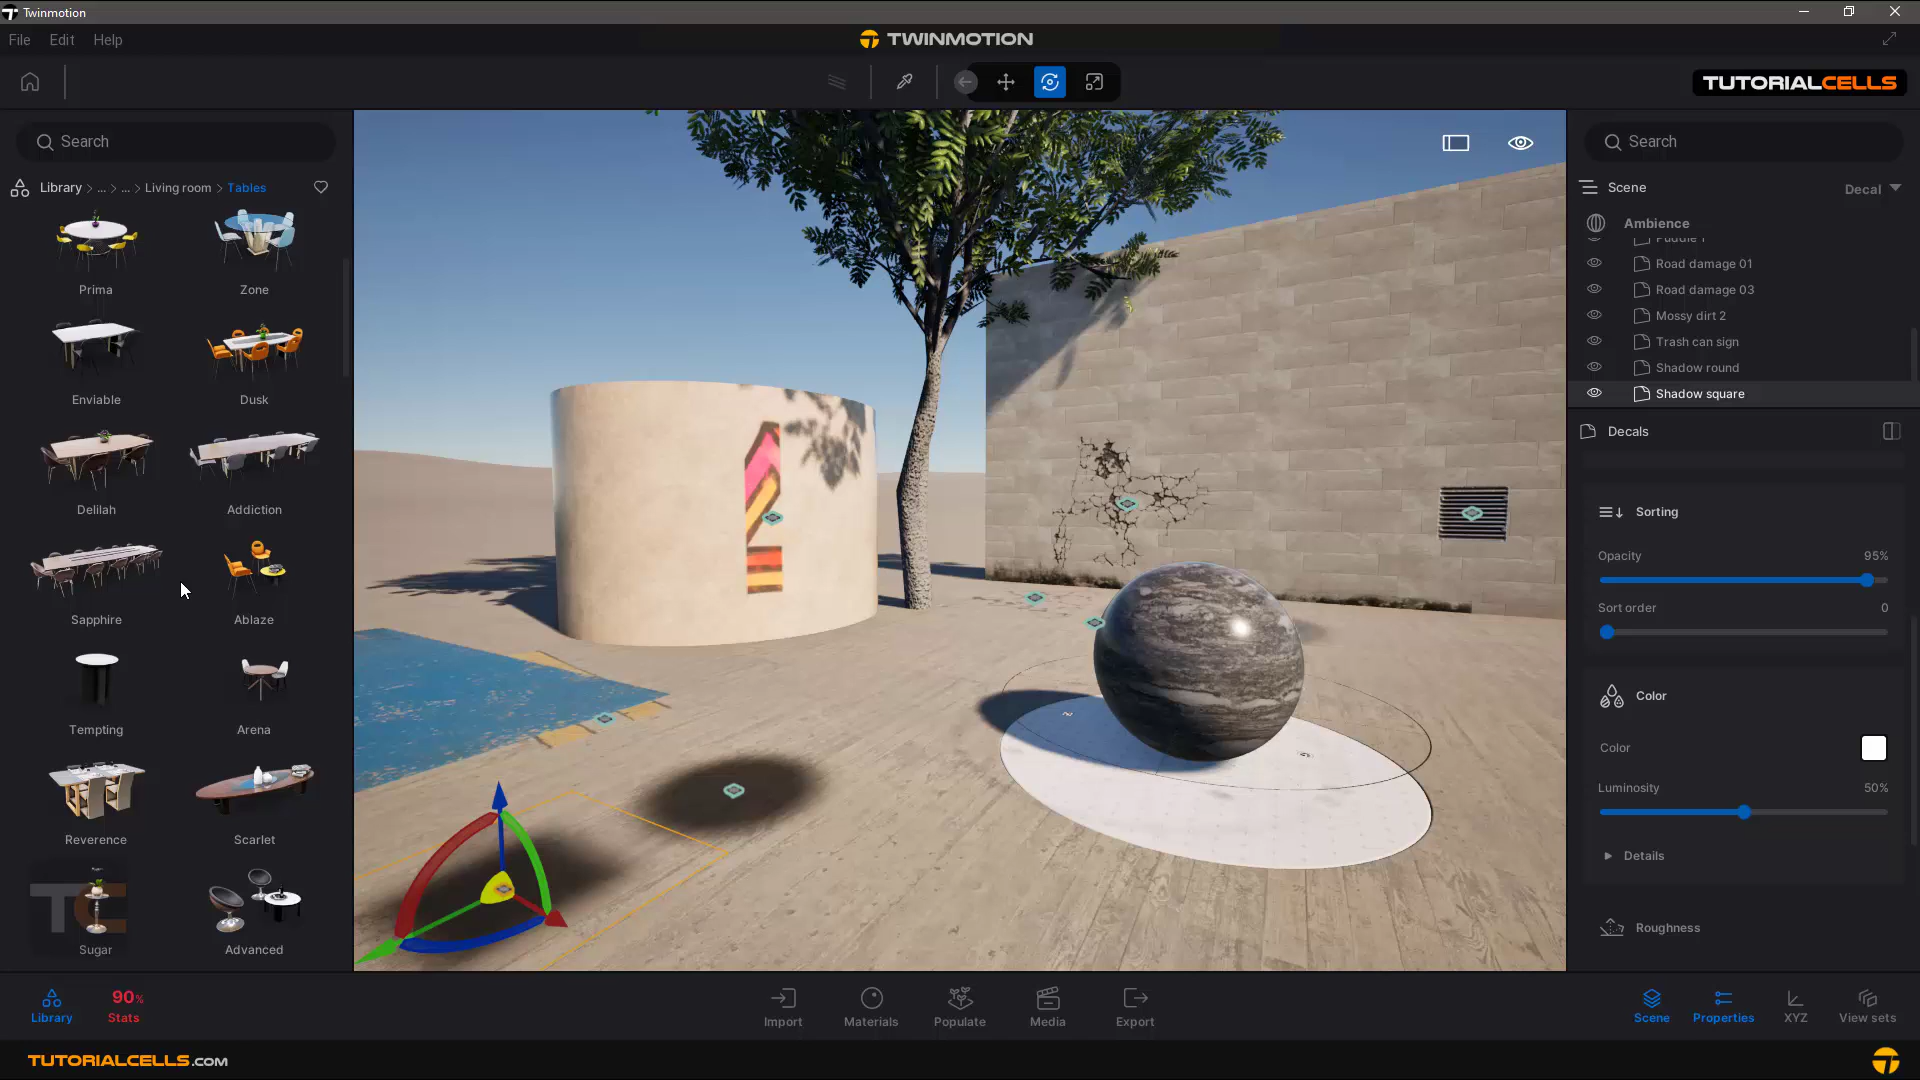 Twinmotion
File Edit Help
TWINMOTION
TUTORIALCELLS
Search
Library > ... > ... > Living room > Tables
Prima
Zone
Enviable
Dusk
Delilah
Addiction
Sapphire
Ablaze
Tempting
Arena
Reverence
Scarlet
TC
Sugar
Advanced
Search
Scene
Decal
Ambience
Puddle 1
Road damage 01
Road damage 03
Mossy dirt 2
Trash can sign
Shadow round
Shadow square
Decals
Sorting
Opacity 95%
Sort order 0
Color
Color
Luminosity 50%
Details
Roughness
Library
90%
Stats
Import
Materials
Populate
Media
Export
Scene
Properties
XYZ
View sets
TUTORIALCELLS.COM